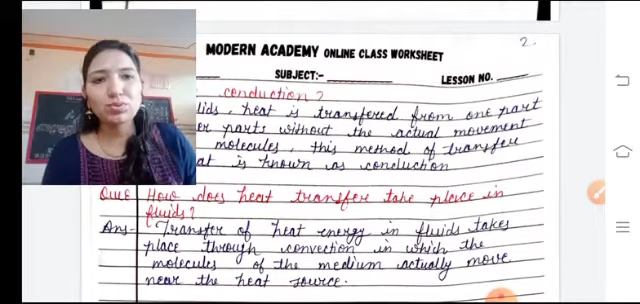 2.
MODERN ACADEMY ONLINE CLASS WORKSHEET
SUBJECT:- LESSON NO.
conduction?
lids, heat is transfered from one part
er parts without the actual movement
molecules, this method of transfer
at is known as conduction
Que How does heat transfer take place in
fluids?
Ans- Transfer of heat energy in fluids takes
place through convection in which the
molecules of the medium actually move
near the heat source.